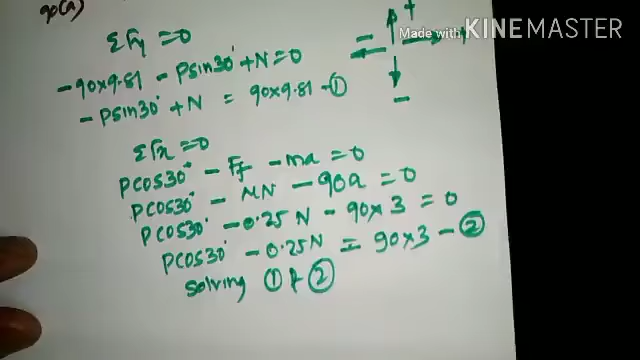 90(a)
ΣFy = 0
-90×9.81 - Psin30° + N = 0
-Psin30° + N = 90×9.81 - ①
ΣFx = 0
Pcos30° - Ff - ma = 0
Pcos30° - μN - 90a = 0
Pcos30° - 0.25N - 90×3 = 0
Pcos30° - 0.25N = 90×3 - ②
solving ① & ②
+
- +
-
Made with KINEMASTER